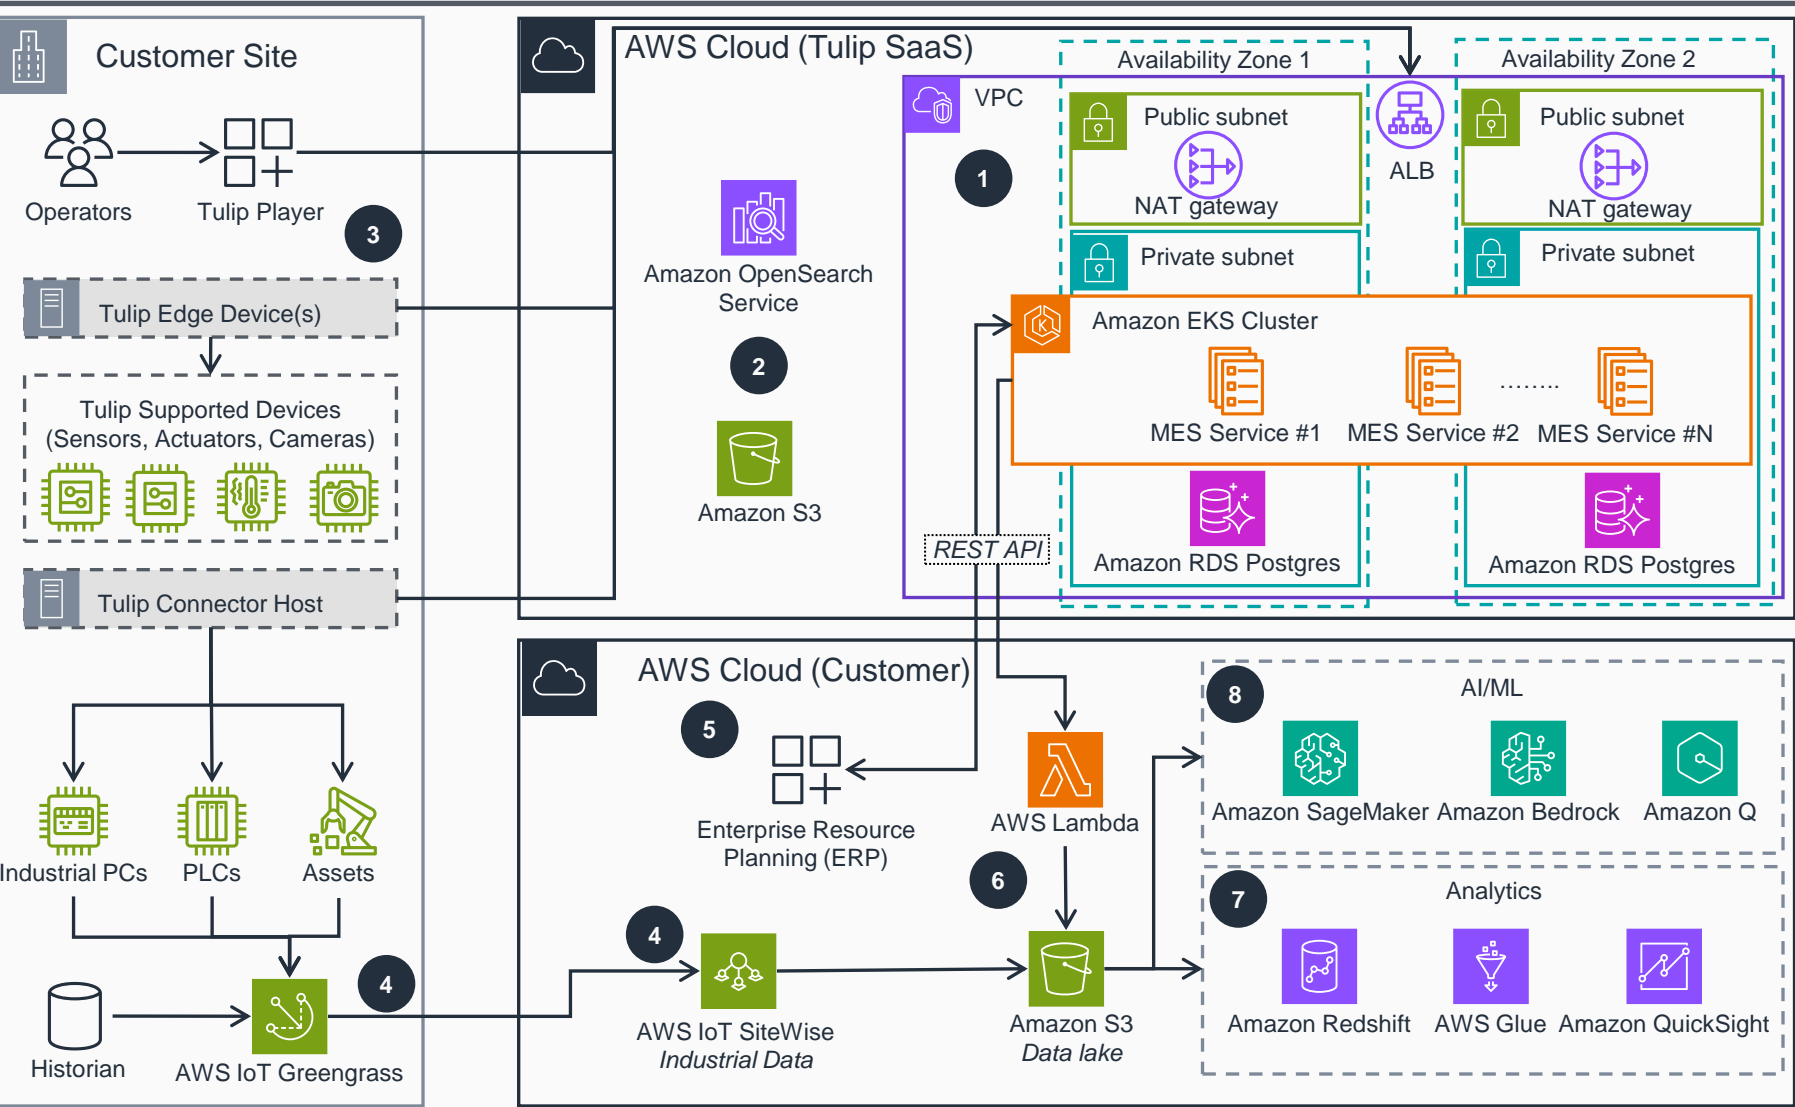 Customer Site
Operators
Tulip Player
3
Tulip Edge Device(s)
Tulip Supported Devices
(Sensors, Actuators, Cameras)
Tulip Connector Host
Industrial PCs
PLCs
Assets
4
Historian
AWS IoT Greengrass
AWS Cloud (Tulip SaaS)
Amazon OpenSearch
Service
2
Amazon S3
VPC
1
Availability Zone 1
Public subnet
NAT gateway
Private subnet
ALB
Availability Zone 2
Public subnet
NAT gateway
Private subnet
Amazon EKS Cluster
K
MES Service #1
MES Service #2
........
MES Service #N
Amazon RDS Postgres
Amazon RDS Postgres
REST API
AWS Cloud (Customer)
5
Enterprise Resource
Planning (ERP)
AWS Lambda
6
4
AWS IoT SiteWise
Industrial Data
Amazon S3
Data lake
8
AI/ML
Amazon SageMaker
Amazon Bedrock
Amazon Q
7
Analytics
Amazon Redshift
AWS Glue
Amazon QuickSight